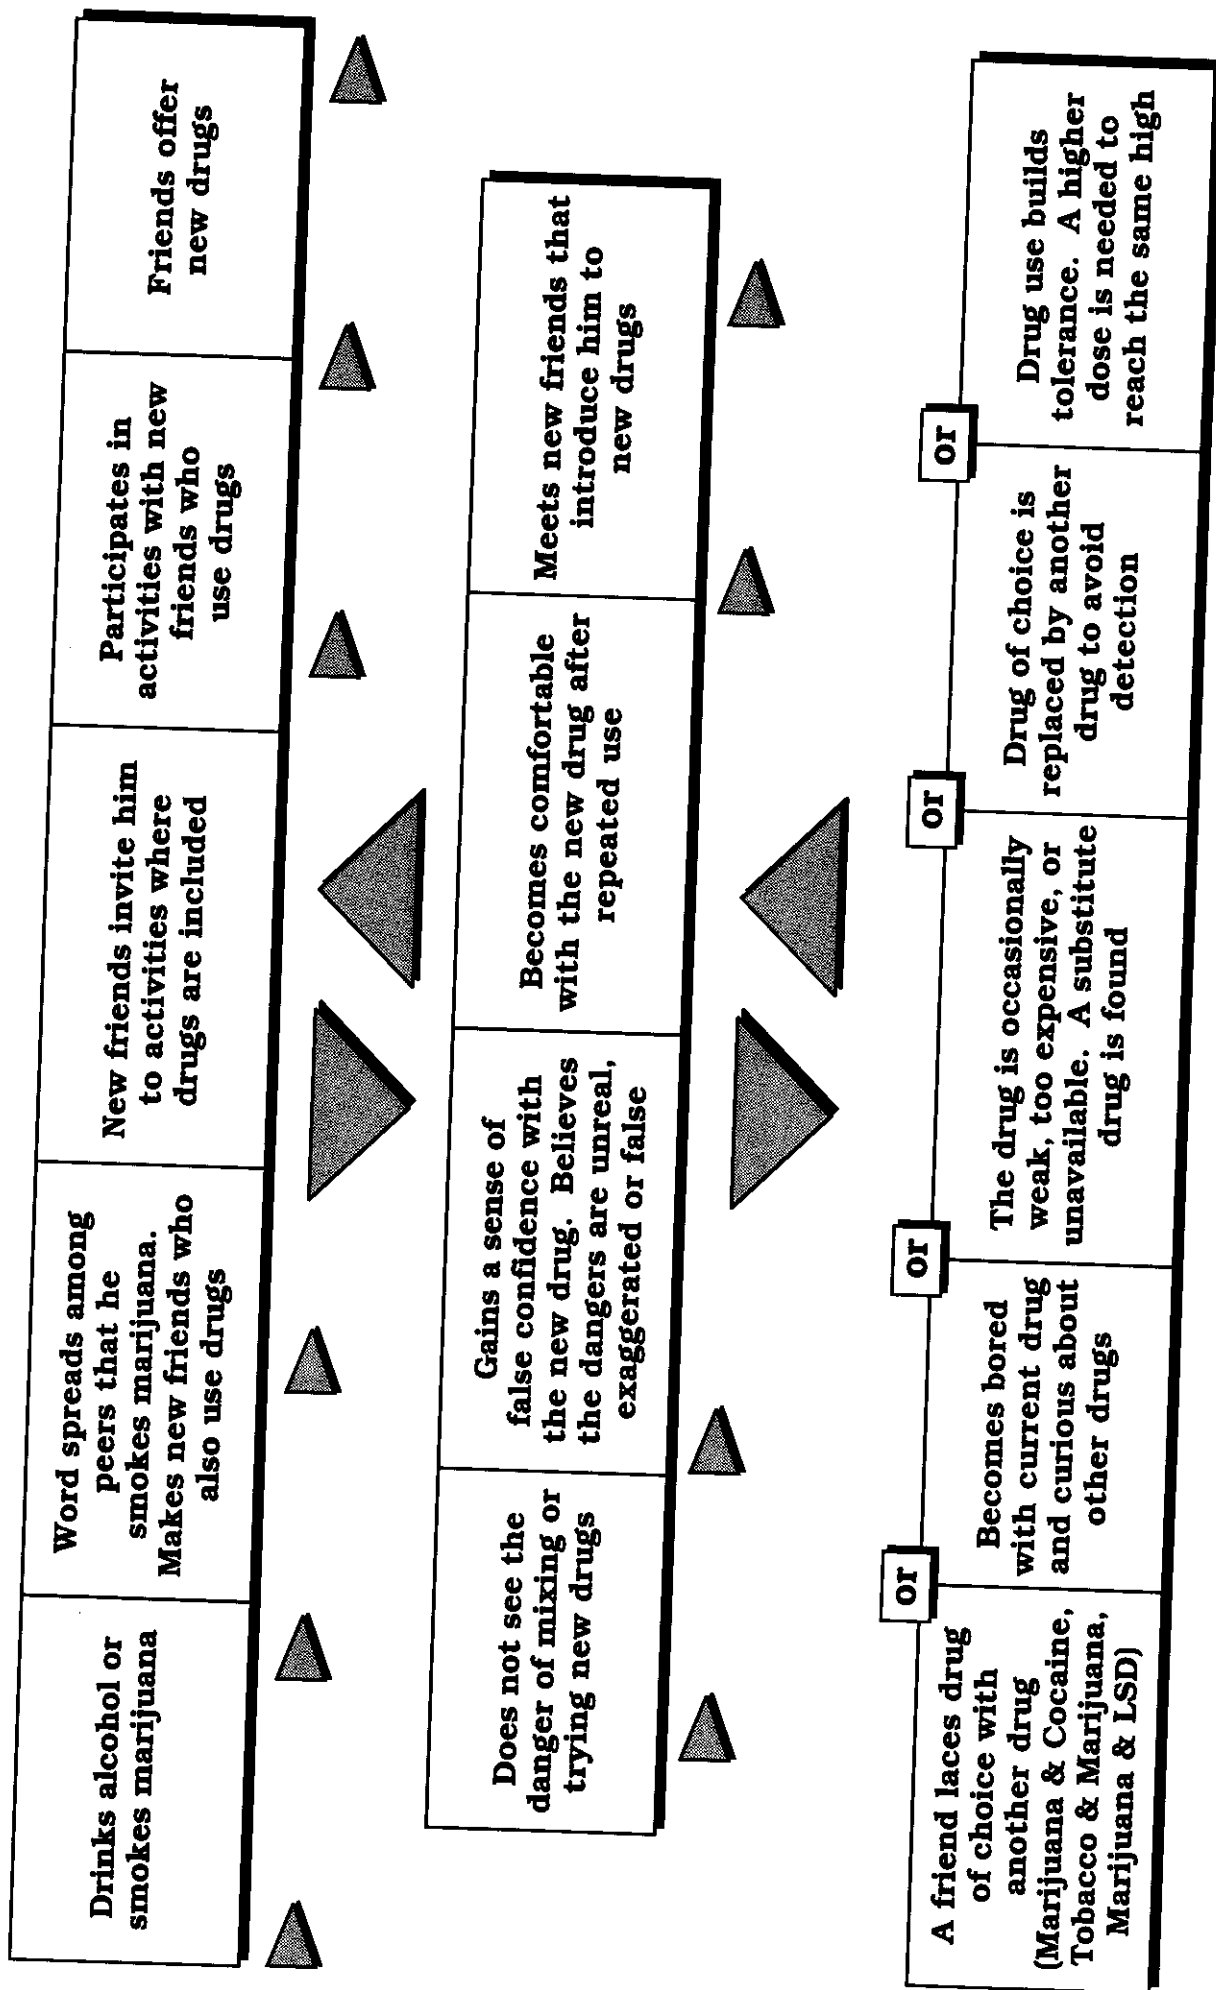 Drinks alcohol or
smokes marijuana
Word spreads among
peers that he
smokes marijuana.
Makes new friends who
also use drugs
New friends invite him
to activities where
drugs are included
Participates in
activities with new
friends who
use drugs
Friends offer
new drugs
Does not see the
danger of mixing or
trying new drugs
Gains a sense of
false confidence with
the new drug. Believes
the dangers are unreal,
exaggerated or false
Becomes comfortable
with the new drug after
repeated use
Meets new friends that
introduce him to
new drugs
A friend laces drug
of choice with
another drug
(Marijuana & Cocaine,
Tobacco & Marijuana,
Marijuana & LSD)
or
Becomes bored
with current drug
and curious about
other drugs
or
The drug is occasionally
weak, too expensive, or
unavailable. A substitute
drug is found
or
Drug of choice is
replaced by another
drug to avoid
detection
or
Drug use builds
tolerance. A higher
dose is needed to
reach the same high